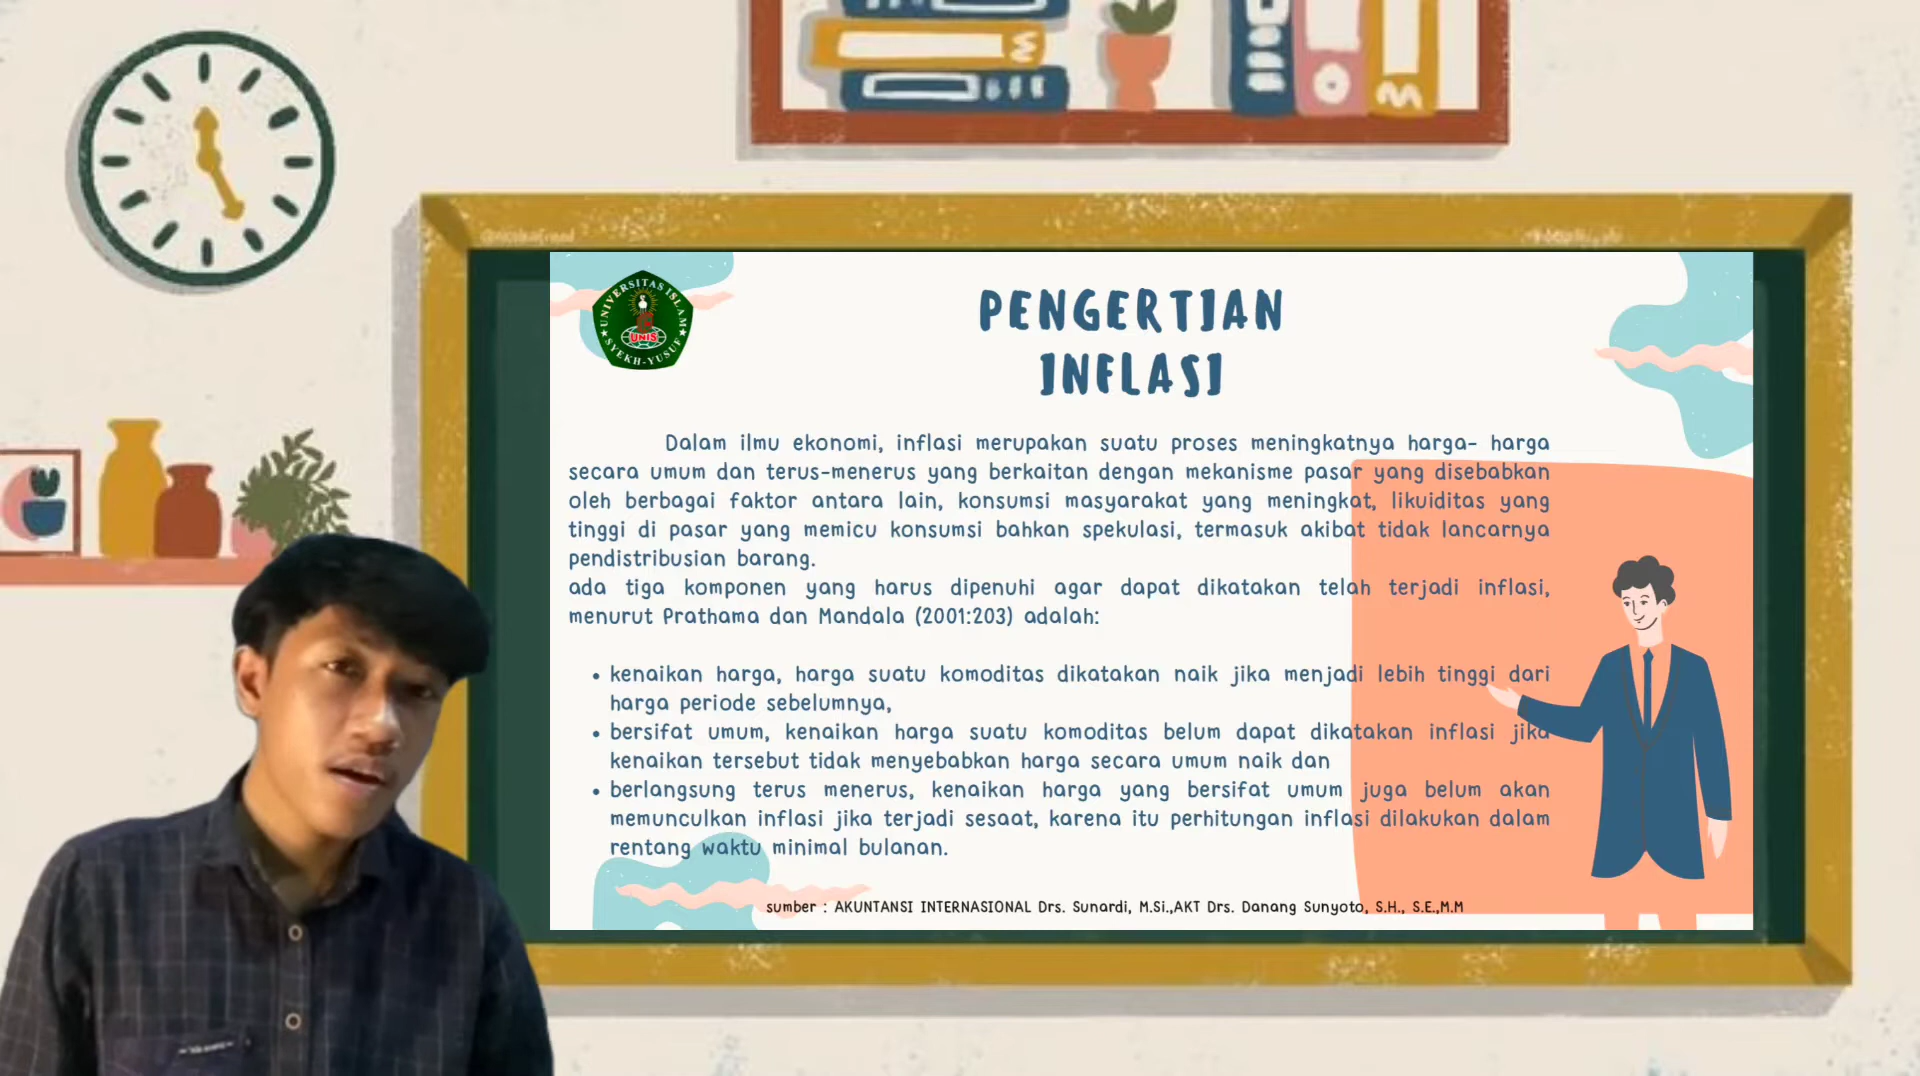 UNIVERSITAS ISLAM
UNIS
SYEKH-YUSUF
PENGERTIAN
INFLASI
Dalam ilmu ekonomi, inflasi merupakan suatu proses meningkatnya harga- harga
secara umum dan terus-menerus yang berkaitan dengan mekanisme pasar yang disebabkan
oleh berbagai faktor antara lain, konsumsi masyarakat yang meningkat, likuiditas yang
tinggi di pasar yang memicu konsumsi bahkan spekulasi, termasuk akibat tidak lancarnya
pendistribusian barang.
ada tiga komponen yang harus dipenuhi agar dapat dikatakan telah terjadi inflasi,
menurut Prathama dan Mandala (2001:203) adalah:
• kenaikan harga, harga suatu komoditas dikatakan naik jika menjadi lebih tinggi dari
harga periode sebelumnya,
• bersifat umum, kenaikan harga suatu komoditas belum dapat dikatakan inflasi jika
kenaikan tersebut tidak menyebabkan harga secara umum naik dan
• berlangsung terus menerus, kenaikan harga yang bersifat umum juga belum akan
memunculkan inflasi jika terjadi sesaat, karena itu perhitungan inflasi dilakukan dalam
rentang waktu minimal bulanan.
sumber : AKUNTANSI INTERNASIONAL Drs. Sunardi, M.Si.,AKT Drs. Danang Sunyoto, S.H., S.E.,M.M